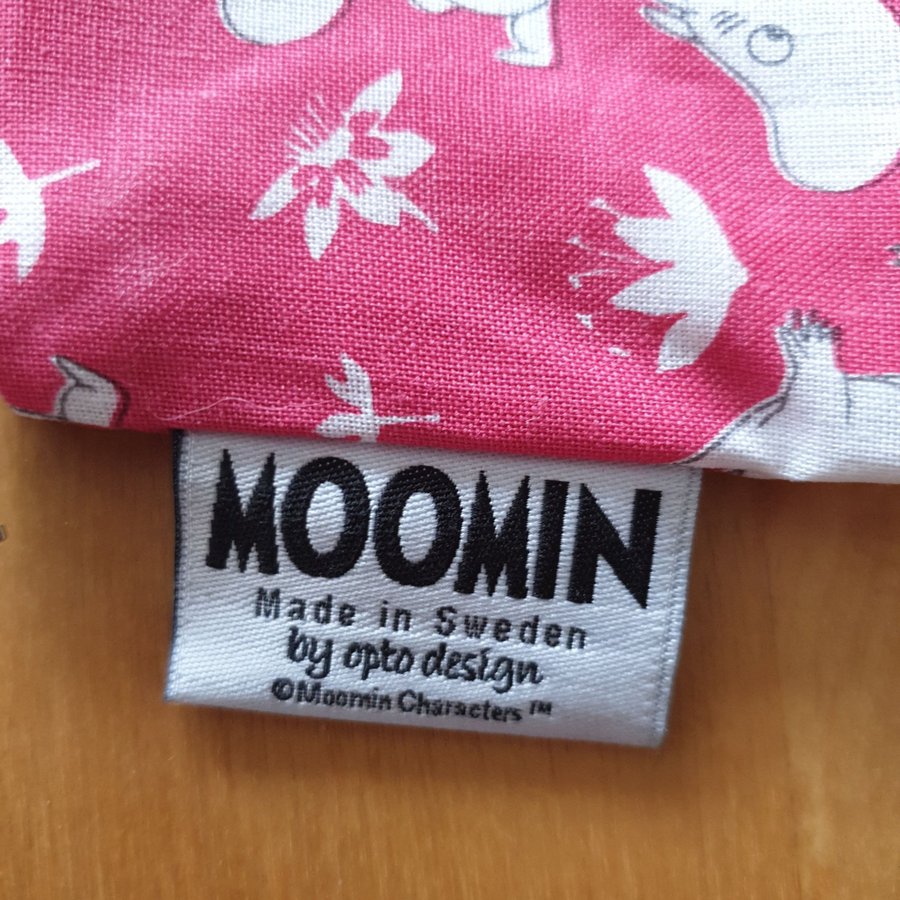 MOOMIN
Made in Sweden
by opto design
©Moomin Characters™